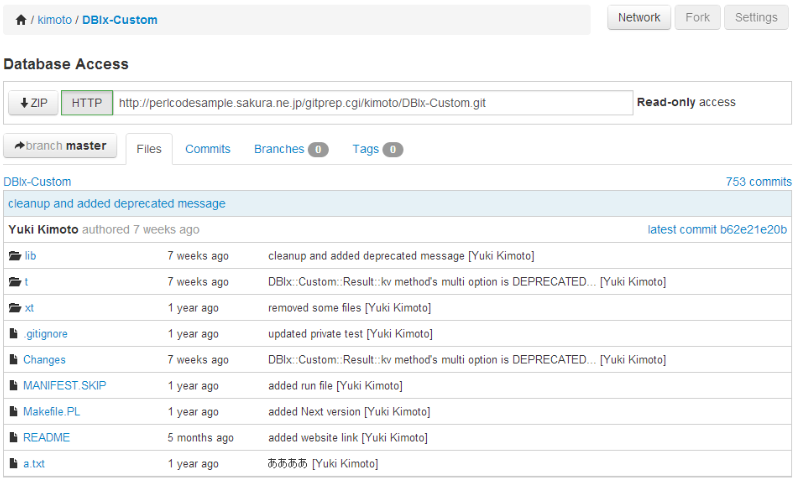 / kimoto / DBIx-Custom
Network Fork Settings
Database Access
ZIP HTTP http://perlcodesample.sakura.ne.jp/gitprep.cgi/kimoto/DBIx-Custom.git Read-only access
branch master Files Commits Branches 0 Tags 0
DBIx-Custom 753 commits
cleanup and added deprecated message
Yuki Kimoto authored 7 weeks ago latest commit b62e21e20b
lib 7 weeks ago cleanup and added deprecated message [Yuki Kimoto]
t 7 weeks ago DBIx::Custom::Result::kv method's multi option is DEPRECATED... [Yuki Kimoto]
xt 1 year ago removed some files [Yuki Kimoto]
.gitignore 1 year ago updated private test [Yuki Kimoto]
Changes 7 weeks ago DBIx::Custom::Result::kv method's multi option is DEPRECATED... [Yuki Kimoto]
MANIFEST.SKIP 1 year ago added run file [Yuki Kimoto]
Makefile.PL 1 year ago added Next version [Yuki Kimoto]
README 5 months ago added website link [Yuki Kimoto]
a.txt 1 year ago ああああ [Yuki Kimoto]